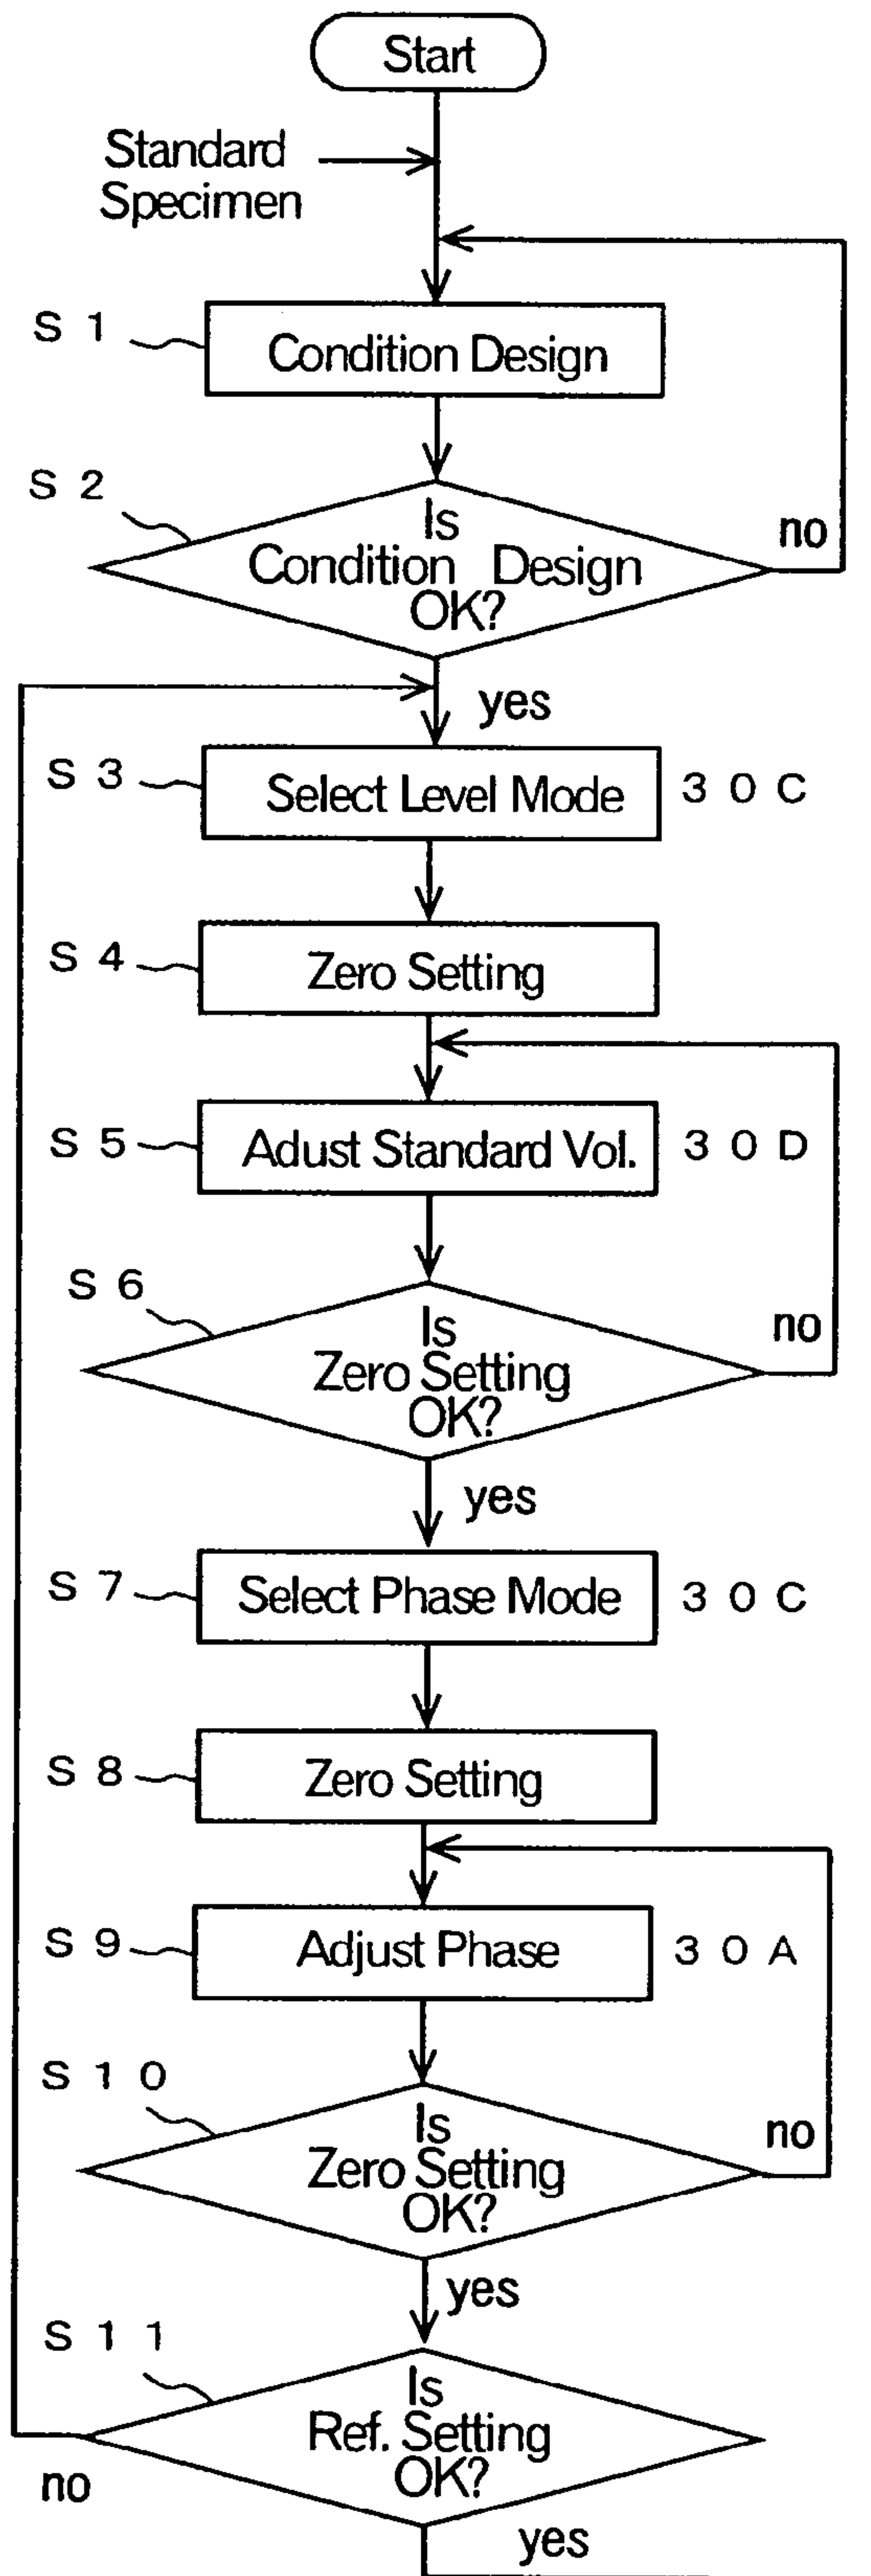 Start
Standard
Specimen
S 1
Condition Design
S 2
Is
Condition Design
OK?
no
yes
S 3
Select Level Mode
3 0 C
S 4
Zero Setting
S 5
Adust Standard Vol.
3 0 D
S 6
Is
Zero Setting
OK?
no
yes
S 7
Select Phase Mode
3 0 C
S 8
Zero Setting
S 9
Adjust Phase
3 0 A
S 1 0
Is
Zero Setting
OK?
no
yes
S 1 1
Is
Ref. Setting
OK?
no
yes